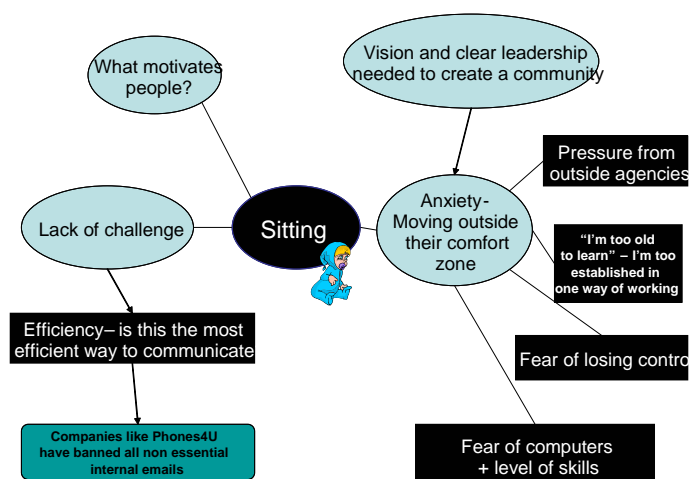 What motivates
people?
Vision and clear leadership
needed to create a community
Pressure from
outside agencies
Anxiety-
Moving outside
their comfort
zone
Sitting
Lack of challenge
“I’m too old
to learn” – I’m too
established in
one way of working
Efficiency– is this the most
efficient way to communicate
Fear of losing contro
Companies like Phones4U
have banned all non essential
internal emails
Fear of computers
+ level of skills